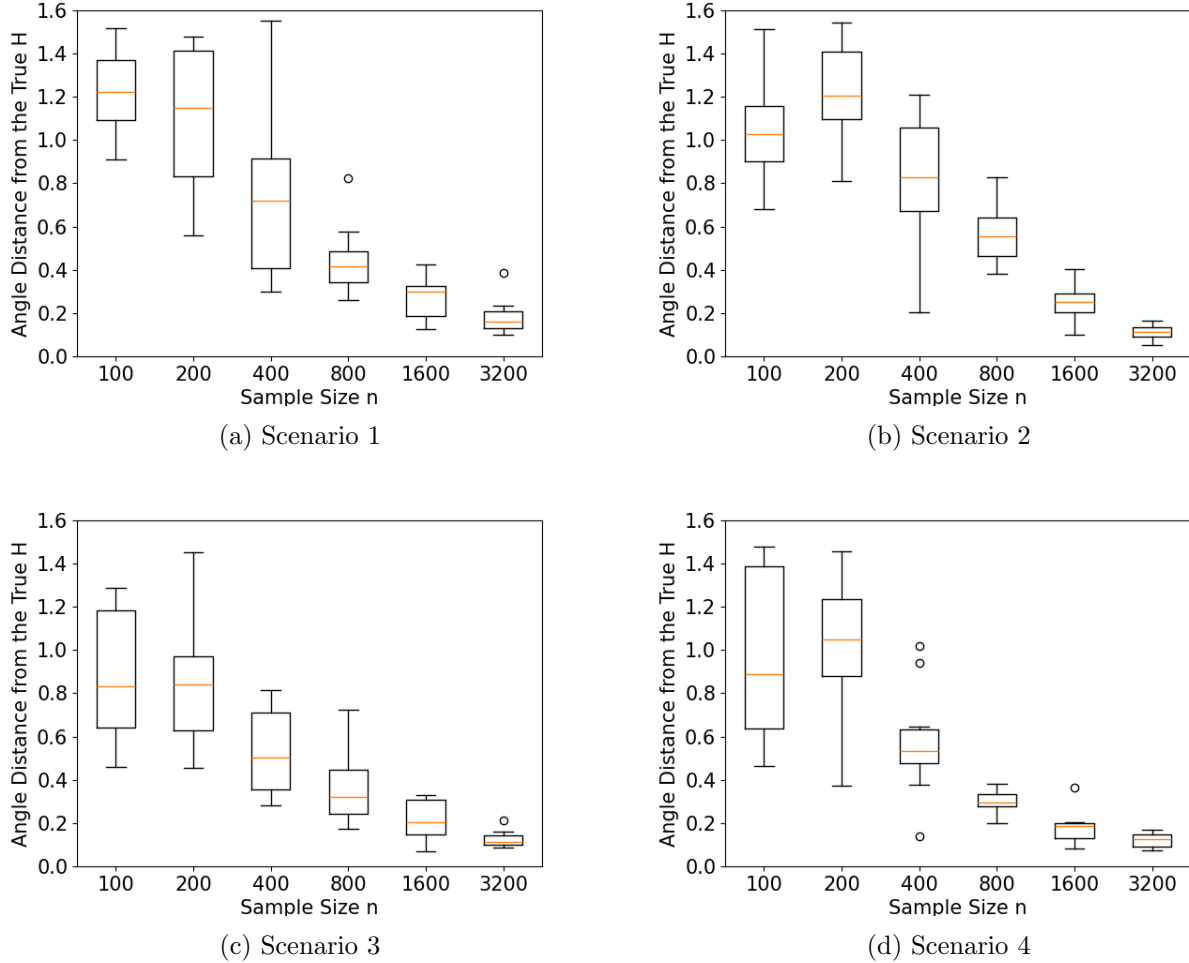 Angle Distance from the True H
1.6
1.4
1.2
1.0
0.8
0.6
0.4
0.2
0.0
100 200 400 800 1600 3200
Sample Size n
(a) Scenario 1
Angle Distance from the True H
1.6
1.4
1.2
1.0
0.8
0.6
0.4
0.2
0.0
100 200 400 800 1600 3200
Sample Size n
(b) Scenario 2
Angle Distance from the True H
1.6
1.4
1.2
1.0
0.8
0.6
0.4
0.2
0.0
100 200 400 800 1600 3200
Sample Size n
(c) Scenario 3
Angle Distance from the True H
1.6
1.4
1.2
1.0
0.8
0.6
0.4
0.2
0.0
100 200 400 800 1600 3200
Sample Size n
(d) Scenario 4